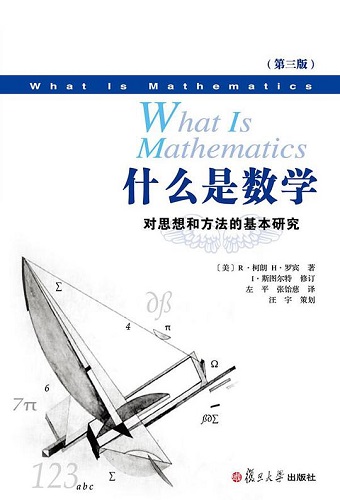 （第三版）
What Is Mathematics
What Is
Mathematics
什么是数学
对思想和方法的基本研究
〔美〕R·柯朗 H·罗宾 著
I·斯图尔特 修订
左 平 张饴慈 译
汪 宇 策划
Σ
∂β
π
Ω
Σ
4
6
7π
Σ
123abc
復旦大學出版社